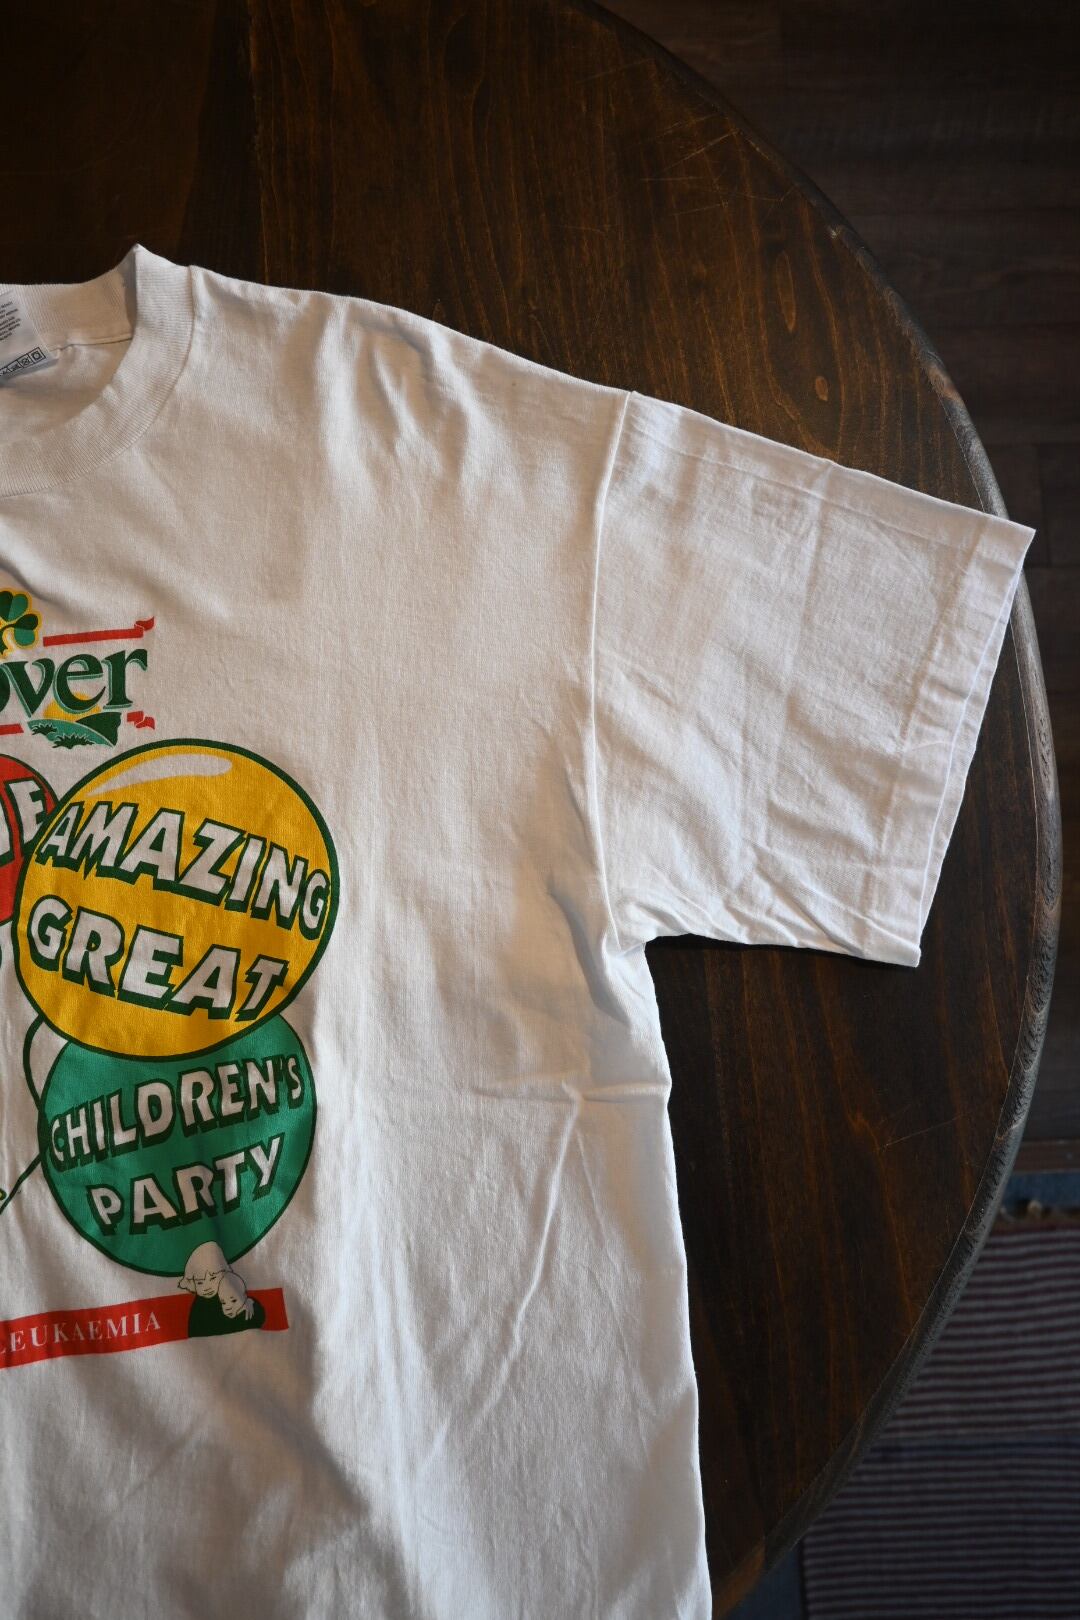 over
AMAZING
GREAT
CHILDREN'S
PARTY
LEUKAEMIA